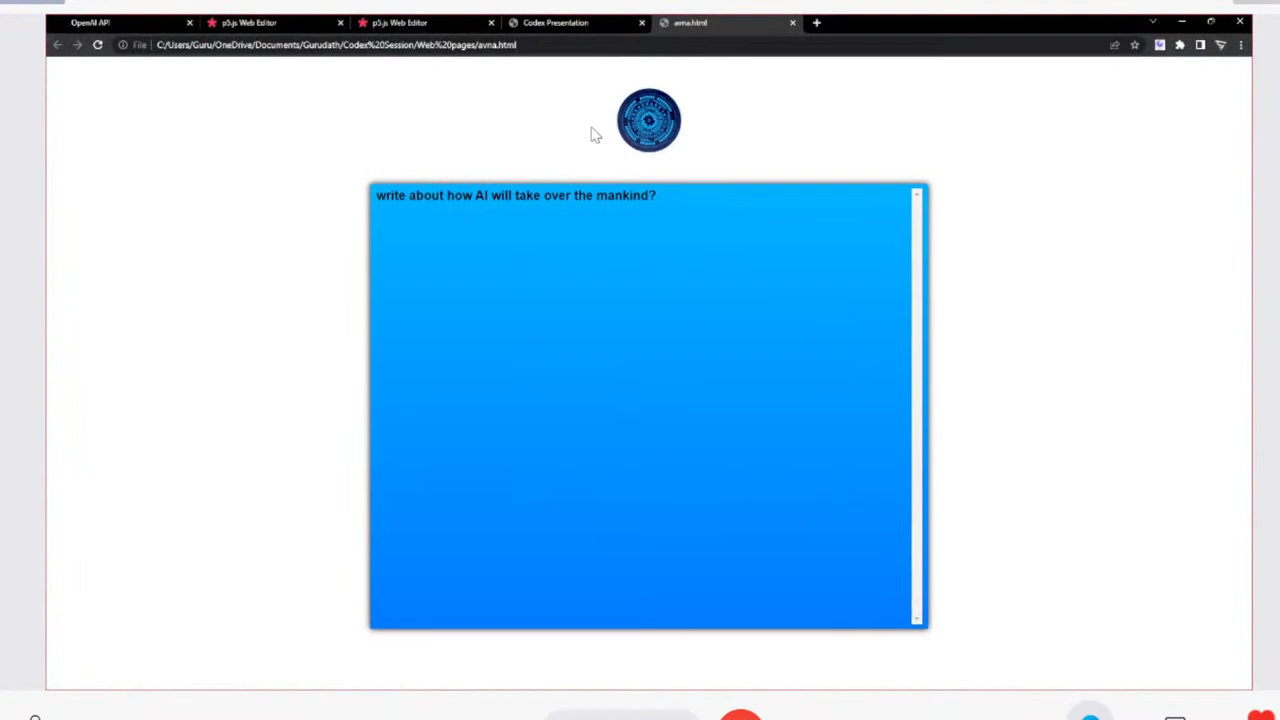 OpenAI API
p5.js Web Editor
p5.js Web Editor
Codex Presentation
avna.html
File
C:/Users/Guru/OneDrive/Documents/Gurudath/Codex%20Session/Web%20pages/avna.html
write about how AI will take over the mankind?